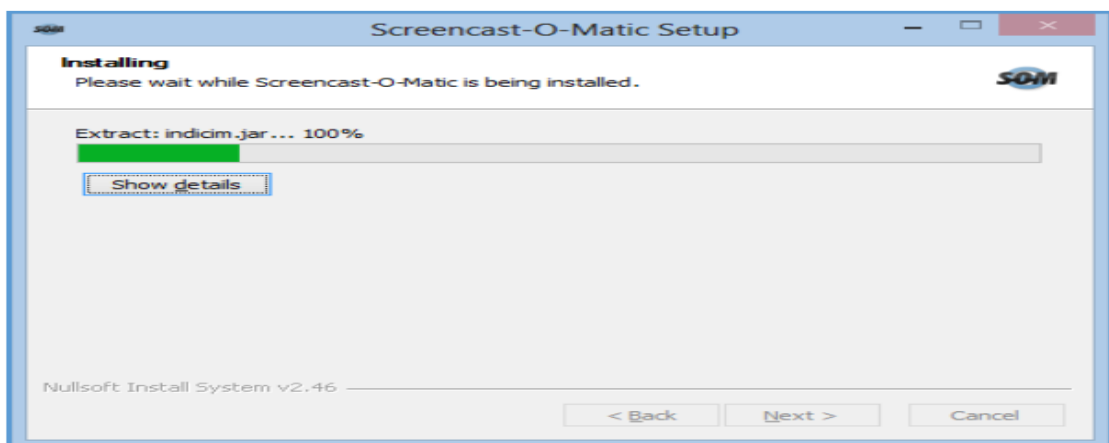 SOM
Screencast-O-Matic Setup
Installing
Please wait while Screencast-O-Matic is being installed.
SOM
Extract: indicim.jar... 100%
Show details
Nullsoft Install System v2.46
< Back Next > Cancel